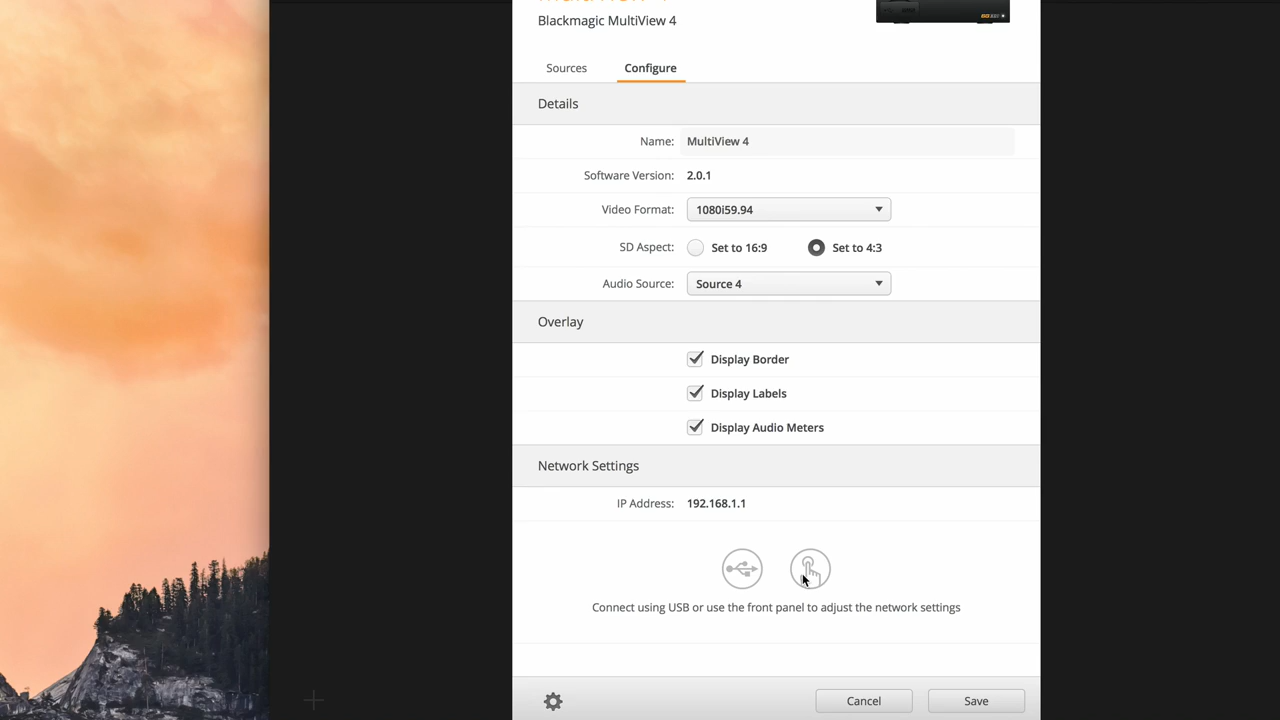 MultiView 4
Blackmagic MultiView 4
Sources Configure
Details
Name: MultiView 4
Software Version: 2.0.1
Video Format: 1080i59.94
SD Aspect: Set to 16:9 Set to 4:3
Audio Source: Source 4
Overlay
Display Border
Display Labels
Display Audio Meters
Network Settings
IP Address: 192.168.1.1
Connect using USB or use the front panel to adjust the network settings
Cancel Save